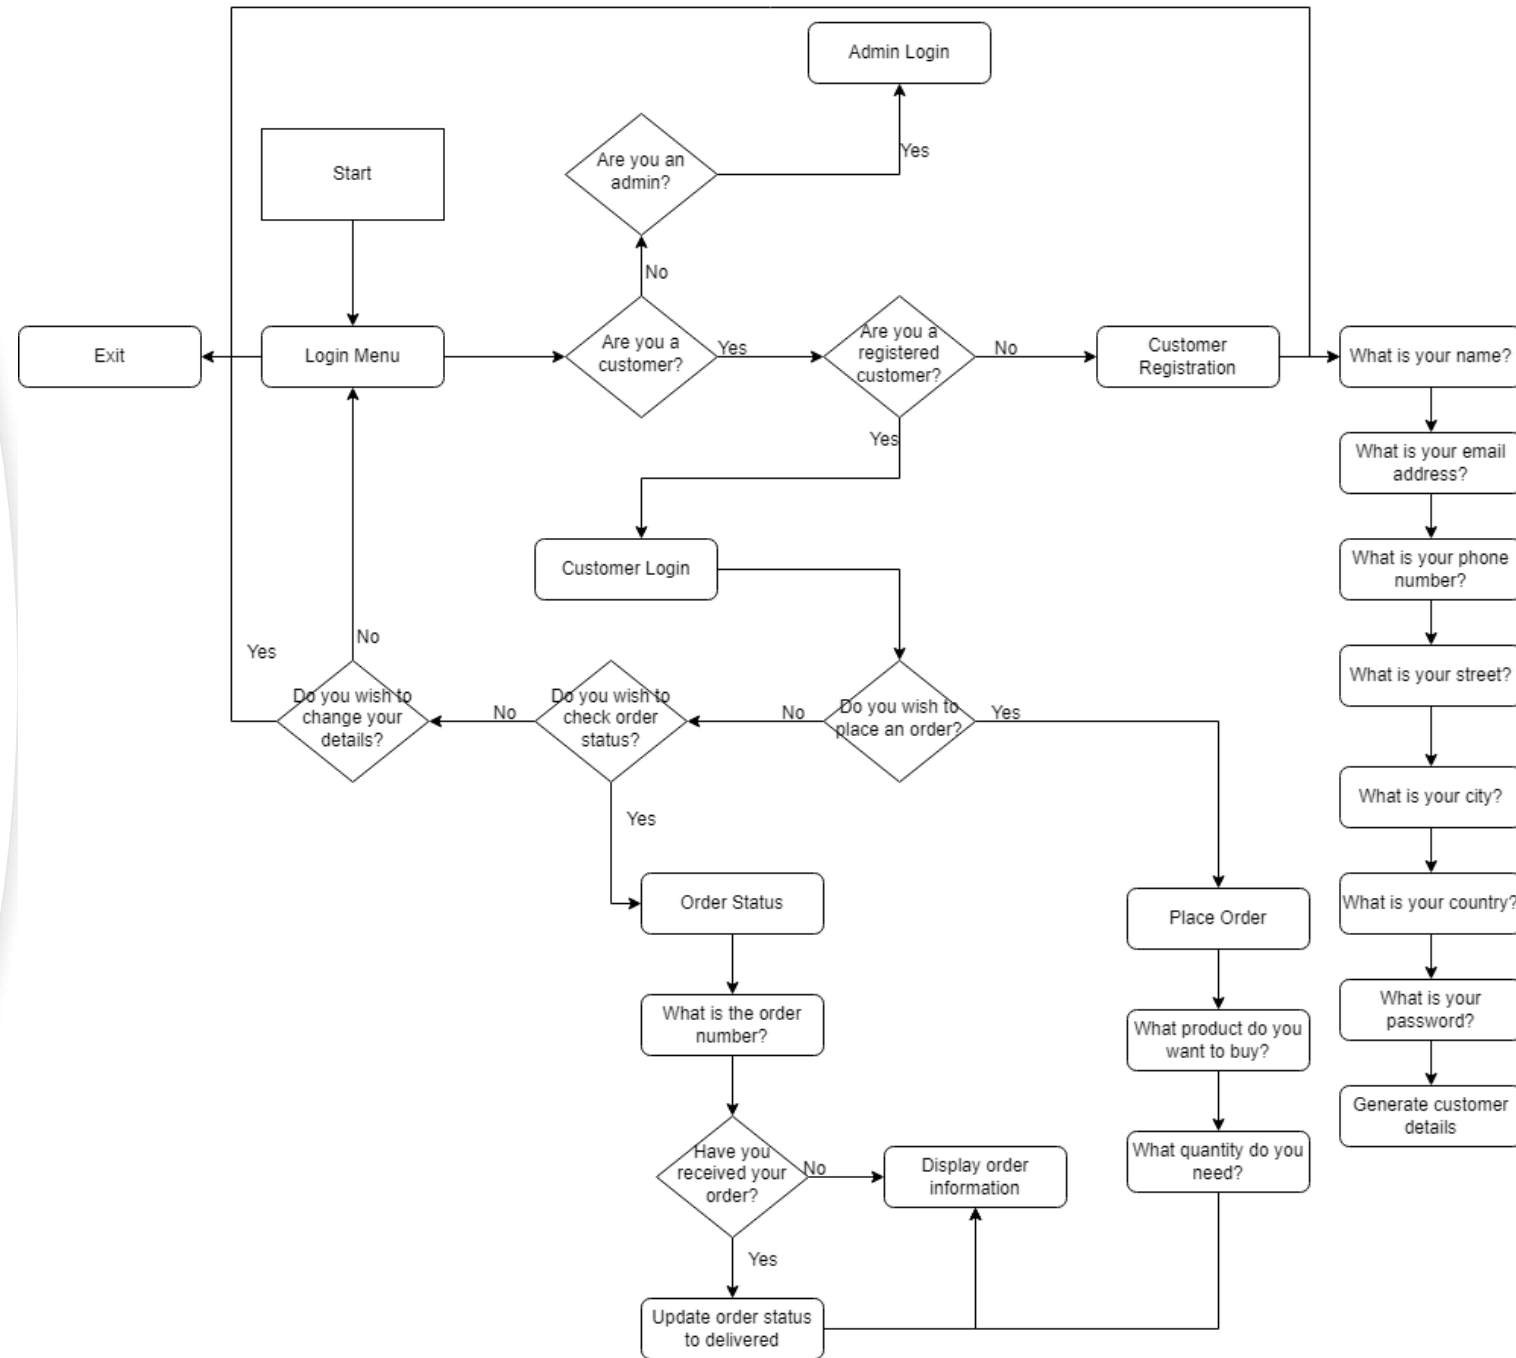 Admin Login
Are you an
admin?
Yes
Start
No
Exit
Login Menu
Are you a
customer?
Yes
Are you a
registered
customer?
No
Customer
Registration
What is your name?
Yes
What is your email
address?
Customer Login
What is your phone
number?
No
Yes
Do you wish to
change your
details?
No
Do you wish to
check order
status?
No
Do you wish to
place an order?
Yes
What is your street?
Yes
What is your city?
Order Status
Place Order
What is your country?
What is the order
number?
What product do you
want to buy?
What is your
password?
Have you
received your
order?
No
Display order
information
What quantity do you
need?
Generate customer
details
Yes
Update order status
to delivered